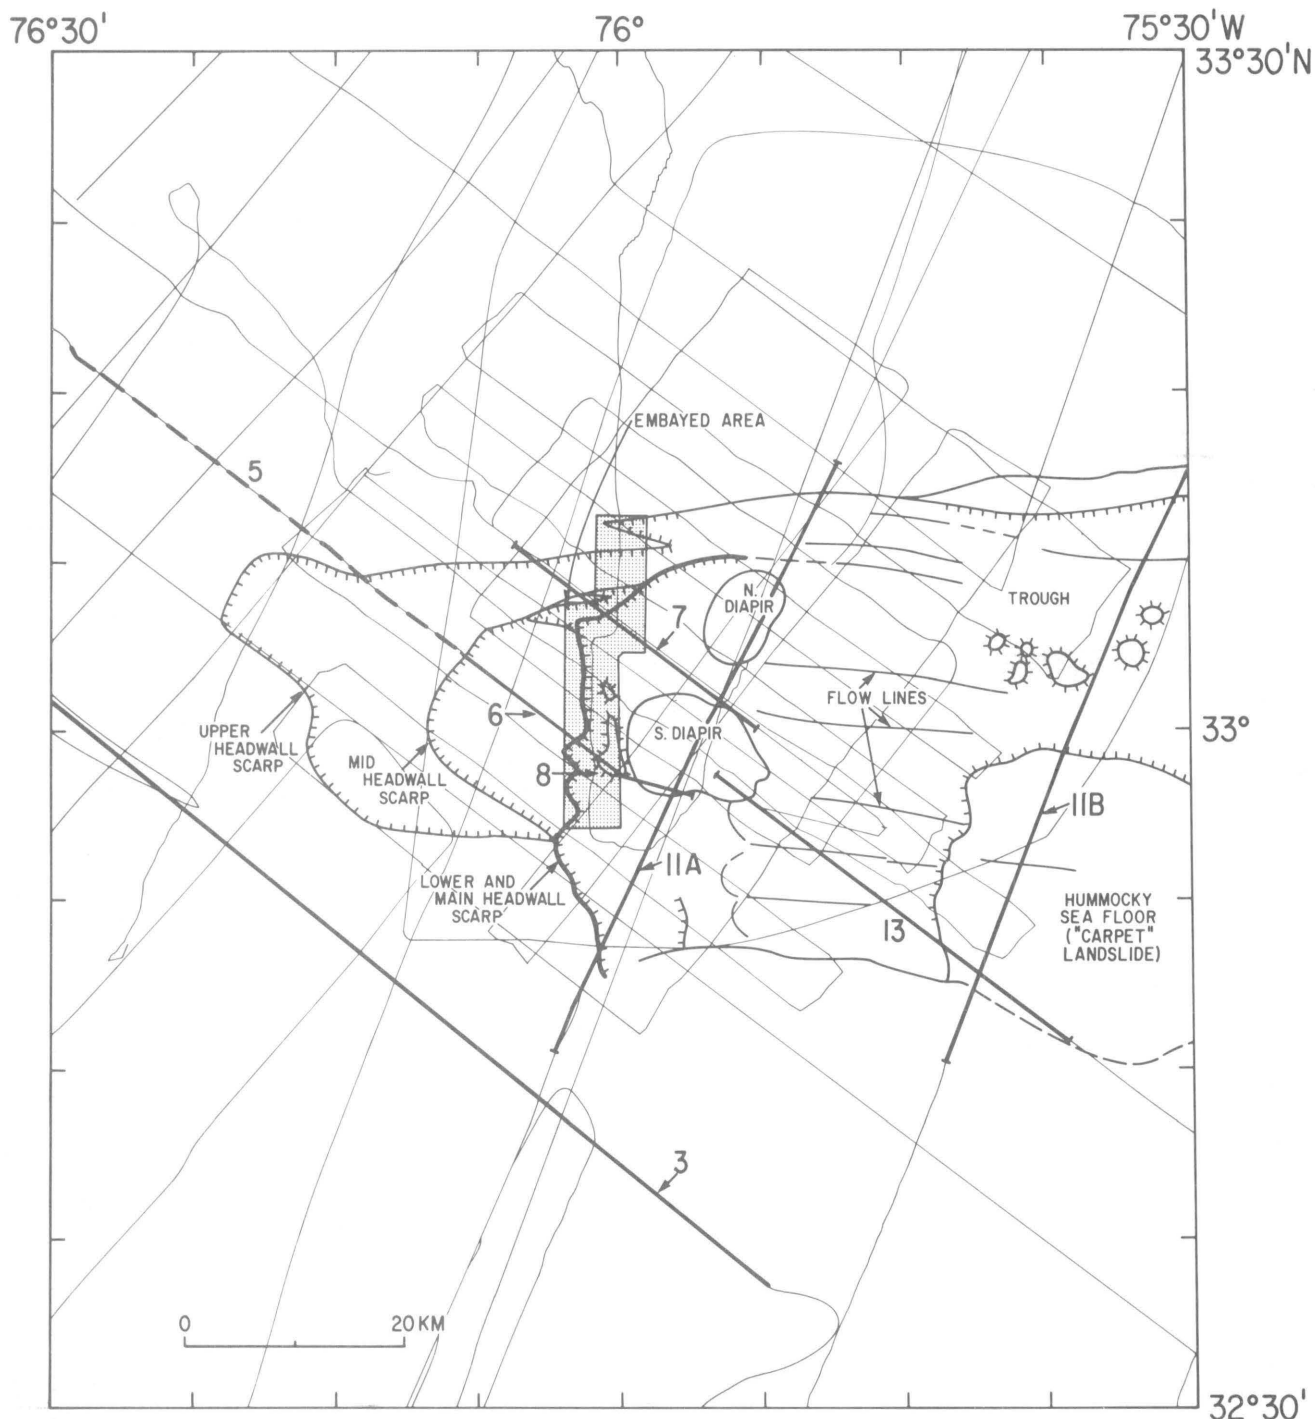 76°30'
76°
75°30'W
33°30'N
EMBAYED AREA
5
N.
DIAPIR
TROUGH
7
FLOW LINES
UPPER
HEADWALL
SCARP
6
S. DIAPIR
33°
MID
HEADWALL
SCARP
8
11B
11A
LOWER AND
MAIN HEADWALL
SCARP
13
HUMMOCKY
SEA FLOOR
("CARPET"
LANDSLIDE)
3
0
20 KM
32°30'